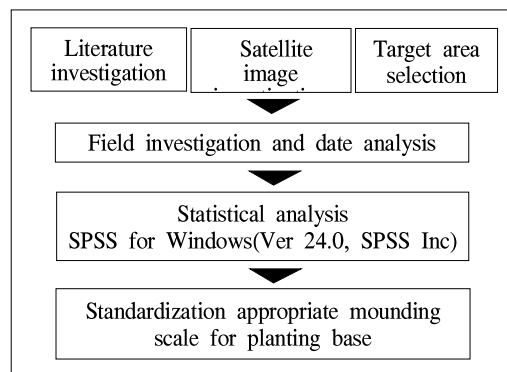 Literature
investigation
Satellite
image
Target area
selection
Field investigation and date analysis
Statistical analysis
SPSS for Windows(Ver 24.0, SPSS Inc)
Standardization appropriate mounding
scale for planting base